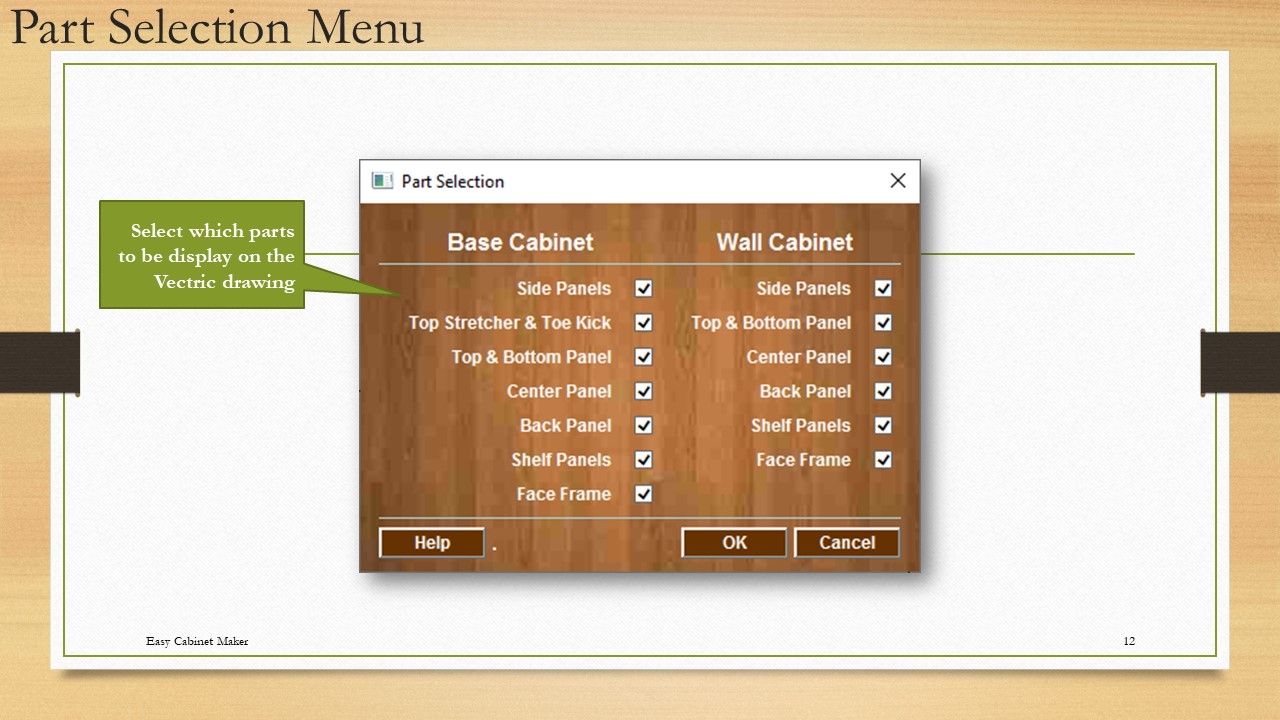 Part Selection Menu
Select which parts
to be display on the
Vectric drawing
Part Selection
Base Cabinet
Side Panels
Top Stretcher & Toe Kick
Top & Bottom Panel
Center Panel
Back Panel
Shelf Panels
Face Frame
Wall Cabinet
Side Panels
Top & Bottom Panel
Center Panel
Back Panel
Shelf Panels
Face Frame
Help .
OK
Cancel
Easy Cabinet Maker
12